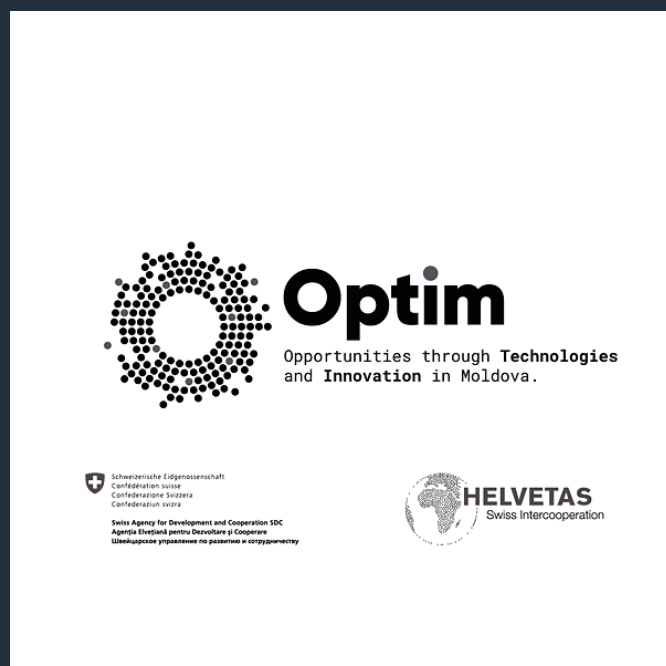 Optim
Opportunities through Technologies
and Innovation in Moldova.
Schweizerische Eidgenossenschaft
Confédération suisse
Confederazione Svizzera
Confederaziun svizra
Swiss Agency for Development and Cooperation SDC
Agenția Elvețiană pentru Dezvoltare și Cooperare
Швейцарское управление по развитию и сотрудничеству
HELVETAS
Swiss Intercooperation